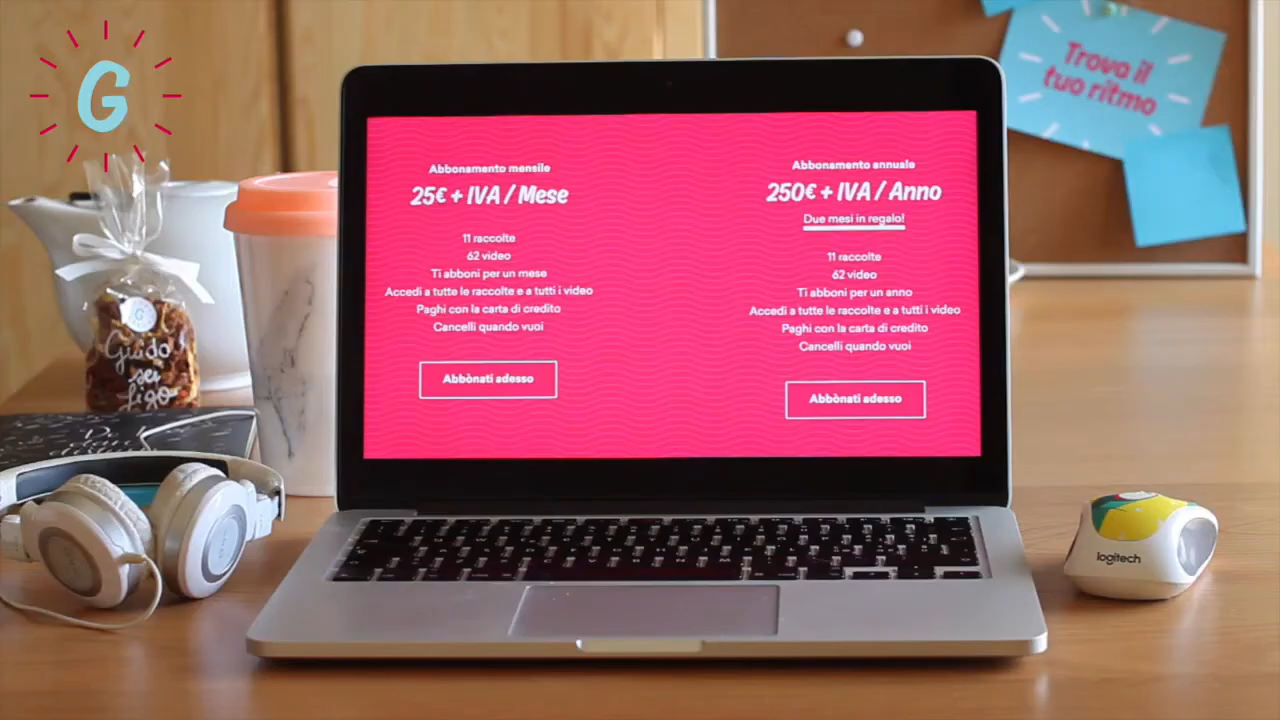 G
Trova il
tuo ritmo
Abbonamento mensile
25€ + IVA / Mese
11 raccolte
62 video
Ti abboni per un mese
Accedi a tutte le raccolte e a tutti i video
Paghi con la carta di credito
Cancelli quando vuoi
Abbònati adesso
Abbonamento annuale
250€ + IVA / Anno
Due mesi in regalo!
11 raccolte
62 video
Ti abboni per un anno
Accedi a tutte le raccolte e a tutti i video
Paghi con la carta di credito
Cancelli quando vuoi
Abbònati adesso
Guido
sei
figo
logitech